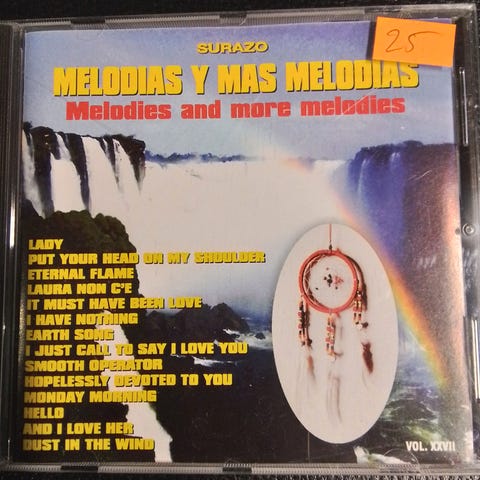 SURAZO
25
MELODIAS Y MAS MELODIAS
Melodies and more melodies
LADY
PUT YOUR HEAD ON MY SHOULDER
ETERNAL FLAME
LAURA NON C'E
IT MUST HAVE BEEN LOVE
I HAVE NOTHING
EARTH SONG
I JUST CALL TO SAY I LOVE YOU
SMOOTH OPERATOR
HOPELESSLY DEVOTED TO YOU
MONDAY MORNING
HELLO
AND I LOVE HER
DUST IN THE WIND
VOL. XXVII